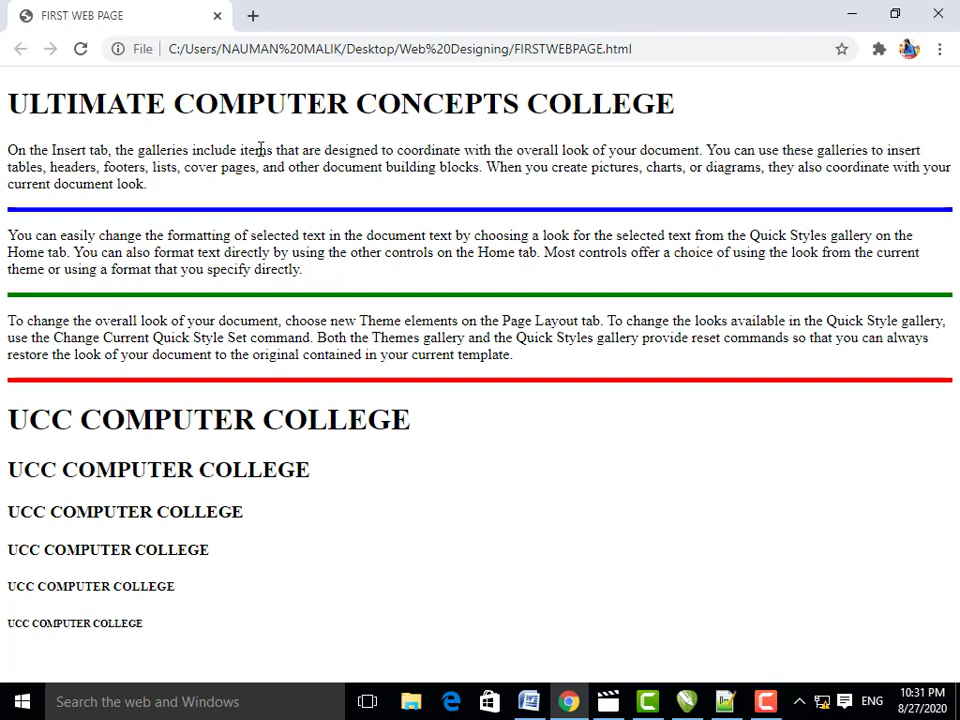 FIRST WEB PAGE
File
C:/Users/NAUMAN%20MALIK/Desktop/Web%20Designing/FIRSTWEBPAGE.html
ULTIMATE COMPUTER CONCEPTS COLLEGE
On the Insert tab, the galleries include items that are designed to coordinate with the overall look of your document. You can use these galleries to insert
tables, headers, footers, lists, cover pages, and other document building blocks. When you create pictures, charts, or diagrams, they also coordinate with your
current document look.
You can easily change the formatting of selected text in the document text by choosing a look for the selected text from the Quick Styles gallery on the
Home tab. You can also format text directly by using the other controls on the Home tab. Most controls offer a choice of using the look from the current
theme or using a format that you specify directly.
To change the overall look of your document, choose new Theme elements on the Page Layout tab. To change the looks available in the Quick Style gallery,
use the Change Current Quick Style Set command. Both the Themes gallery and the Quick Styles gallery provide reset commands so that you can always
restore the look of your document to the original contained in your current template.
UCC COMPUTER COLLEGE
UCC COMPUTER COLLEGE
UCC COMPUTER COLLEGE
UCC COMPUTER COLLEGE
UCC COMPUTER COLLEGE
UCC COMPUTER COLLEGE
Search the web and Windows
ENG
10:31 PM
8/27/2020